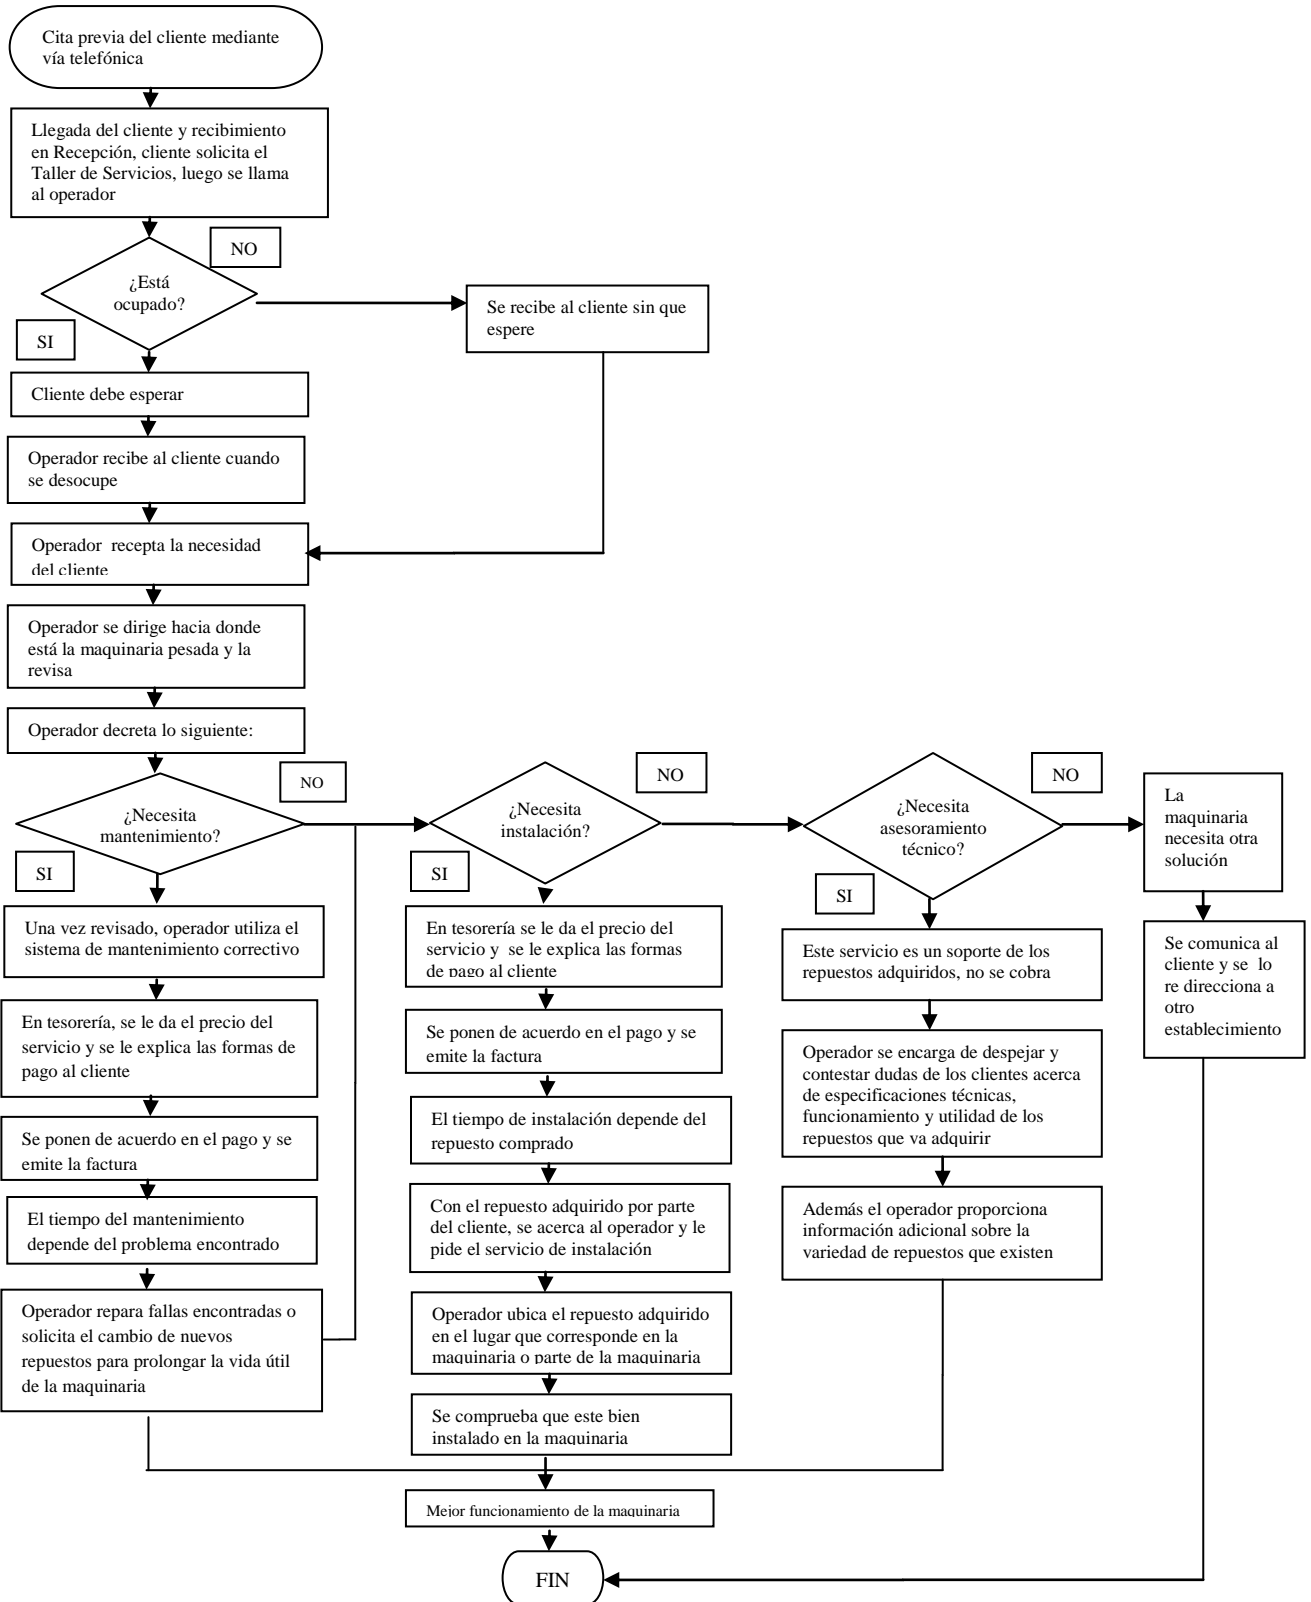 Cita previa del cliente mediante
vía telefónica
Llegada del cliente y recibimiento
en Recepción, cliente solicita el
Taller de Servicios, luego se llama
al operador
NO
¿Está
ocupado?
SI
Se recibe al cliente sin que
espere
Cliente debe esperar
Operador recibe al cliente cuando
se desocupe
Operador recepta la necesidad
del cliente
Operador se dirige hacia donde
está la maquinaria pesada y la
revisa
Operador decreta lo siguiente:
NO
¿Necesita
mantenimiento?
SI
Una vez revisado, operador utiliza el
sistema de mantenimiento correctivo
En tesorería, se le da el precio del
servicio y se le explica las formas de
pago al cliente
Se ponen de acuerdo en el pago y se
emite la factura
El tiempo del mantenimiento
depende del problema encontrado
Operador repara fallas encontradas o
solicita el cambio de nuevos
repuestos para prolongar la vida útil
de la maquinaria
NO
¿Necesita
instalación?
SI
En tesorería se le da el precio del
servicio y se le explica las formas
de pago al cliente
Se ponen de acuerdo en el pago y se
emite la factura
El tiempo de instalación depende del
repuesto comprado
Con el repuesto adquirido por parte
del cliente, se acerca al operador y le
pide el servicio de instalación
Operador ubica el repuesto adquirido
en el lugar que corresponde en la
maquinaria o parte de la maquinaria
Se comprueba que este bien
instalado en la maquinaria
NO
¿Necesita
asesoramiento
técnico?
SI
Este servicio es un soporte de los
repuestos adquiridos, no se cobra
Operador se encarga de despejar y
contestar dudas de los clientes acerca
de especificaciones técnicas,
funcionamiento y utilidad de los
repuestos que va adquirir
Además el operador proporciona
información adicional sobre la
variedad de repuestos que existen
La
maquinaria
necesita otra
solución
Se comunica al
cliente y se lo
re direcciona a
otro
establecimiento
Mejor funcionamiento de la maquinaria
FIN